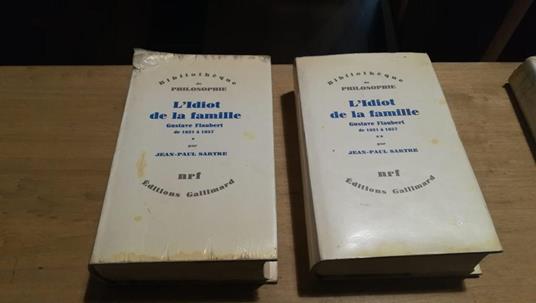 Bibliothèque
de
PHILOSOPHIE
L'Idiot
de la famille
Gustave Flaubert
de 1821 à 1857
*
par
JEAN-PAUL SARTRE
nrf
Éditions Gallimard
Bibliothèque
de
PHILOSOPHIE
L'Idiot
de la famille
Gustave Flaubert
de 1821 à 1857
**
par
JEAN-PAUL SARTRE
nrf
Éditions Gallimard